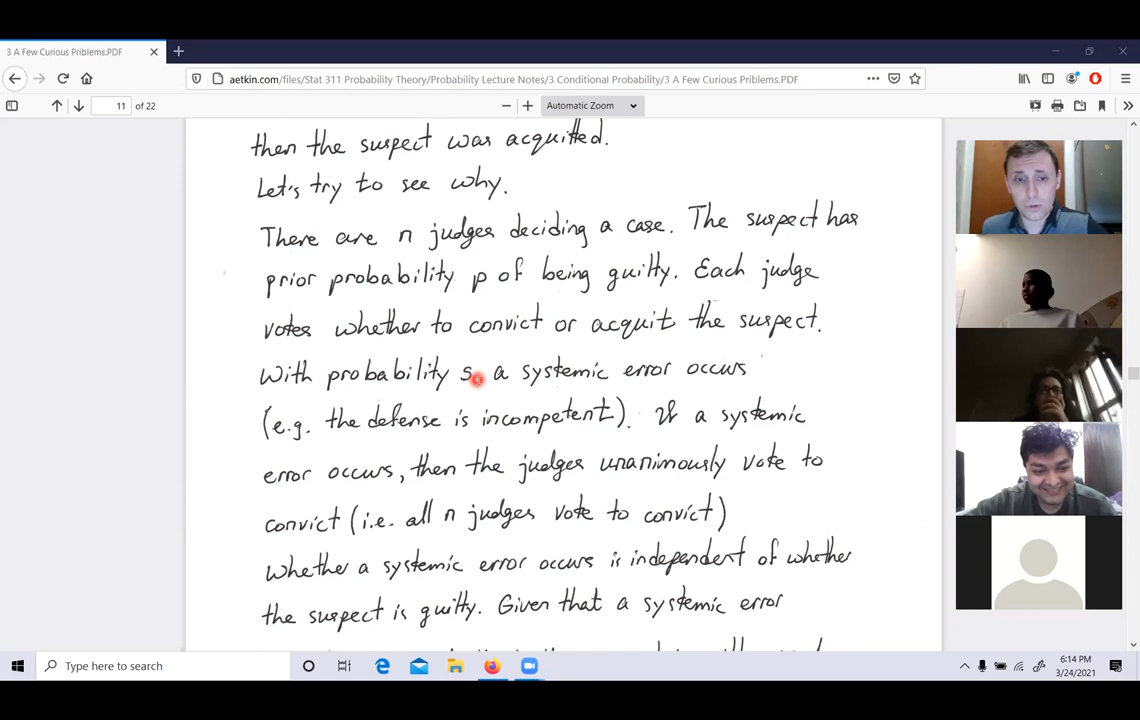 3 A Few Curious Priblems.PDF
aetkin.com/files/Stat 311 Probability Theory/Probability Lecture Notes/3 Conditional Probability/3 A Few Curious Priblems.PDF
11 of 22
Automatic Zoom
then the suspect was acquitted.
Let's try to see why.
There are n judges deciding a case. The suspect has
prior probability p of being guilty. Each judge
votes whether to convict or acquit the suspect.
With probability s a systemic error occurs
(e.g. the defense is incompetent). If a systemic
error occurs, then the judges unanimously vote to
convict (i.e. all n judges vote to convict)
Whether a systemic error occurs is independent of whether
the suspect is guilty. Given that a systemic error
Type here to search
6:14 PM
3/24/2021